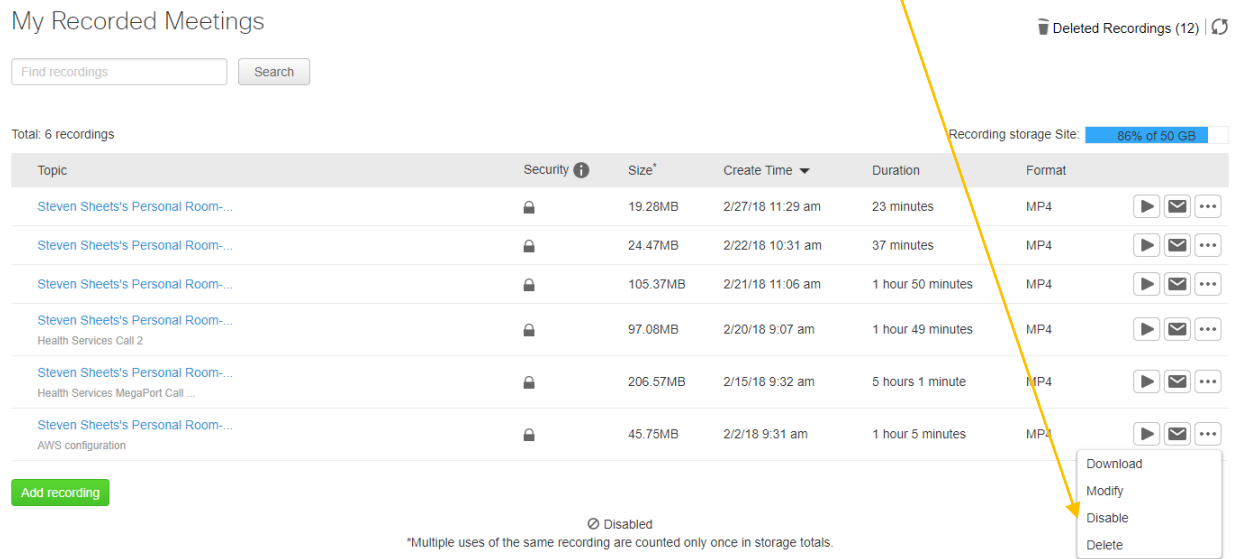 My Recorded Meetings
Deleted Recordings (12)
Find recordings Search
Total: 6 recordings Recording storage Site: 86% of 50 GB
Topic Security Size* Create Time Duration Format
Steven Sheets's Personal Room-... 19.28MB 2/27/18 11:29 am 23 minutes MP4
Steven Sheets's Personal Room-... 24.47MB 2/22/18 10:31 am 37 minutes MP4
Steven Sheets's Personal Room-... 105.37MB 2/21/18 11:06 am 1 hour 50 minutes MP4
Steven Sheets's Personal Room-...
Health Services Call 2
97.08MB 2/20/18 9:07 am 1 hour 49 minutes MP4
Steven Sheets's Personal Room-...
Health Services MegaPort Call ...
206.57MB 2/15/18 9:32 am 5 hours 1 minute MP4
Steven Sheets's Personal Room-...
AWS configuration
45.75MB 2/2/18 9:31 am 1 hour 5 minutes MP4
Download
Modify
Disable
Delete
Add recording
Disabled
*Multiple uses of the same recording are counted only once in storage totals.